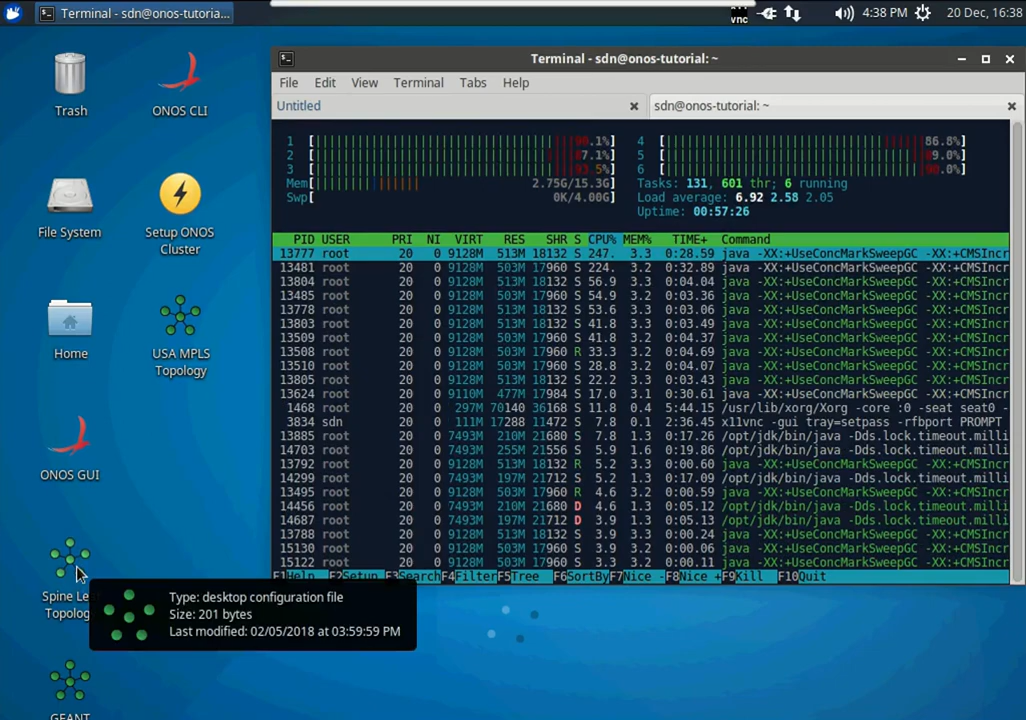 Terminal - sdn@onos-tutoria...
vnc
4:38 PM
20 Dec, 16:38
Trash
ONOS CLI
File System
Setup ONOS
Cluster
Home
USA MPLS
Topology
ONOS GUI
Spine Le
Topolog
GEANT
Terminal - sdn@onos-tutorial: ~
File Edit View Terminal Tabs Help
Untitled
sdn@onos-tutorial: ~
1 [ .1%]
2 [ 7.1%]
3 [ 93.5%]
Mem[ 2.75G/15.3G]
Swp[ 0K/4.00G]
4 [ 86.8%]
5 [ 9.0%]
6 [ .0%]
Tasks: 131, 601 thr; 6 running
Load average: 6.92 2.58 2.05
Uptime: 00:57:26
PID USER PRI NI VIRT RES SHR S CPU% MEM% TIME+ Command
13777 root 20 0 9128M 513M 18132 S 247. 3.3 0:28.59 java -XX:+UseConcMarkSweepGC -XX:+CMSIncr
13481 root 20 0 9128M 503M 17960 S 224. 3.2 0:32.89 java -XX:+UseConcMarkSweepGC -XX:+CMSIncr
13804 root 20 0 9128M 513M 18132 S 56.9 3.3 0:04.04 java -XX:+UseConcMarkSweepGC -XX:+CMSIncr
13485 root 20 0 9128M 503M 17960 S 54.9 3.2 0:03.36 java -XX:+UseConcMarkSweepGC -XX:+CMSIncr
13778 root 20 0 9128M 513M 18132 S 53.6 3.3 0:03.06 java -XX:+UseConcMarkSweepGC -XX:+CMSIncr
13803 root 20 0 9128M 513M 18132 S 41.8 3.3 0:03.49 java -XX:+UseConcMarkSweepGC -XX:+CMSIncr
13509 root 20 0 9128M 503M 17960 S 41.8 3.2 0:04.37 java -XX:+UseConcMarkSweepGC -XX:+CMSIncr
13508 root 20 0 9128M 503M 17960 R 33.3 3.2 0:04.69 java -XX:+UseConcMarkSweepGC -XX:+CMSIncr
13510 root 20 0 9128M 503M 17960 S 28.8 3.2 0:04.07 java -XX:+UseConcMarkSweepGC -XX:+CMSIncr
13805 root 20 0 9128M 513M 18132 S 22.2 3.3 0:03.43 java -XX:+UseConcMarkSweepGC -XX:+CMSIncr
13624 root 20 0 9110M 477M 17984 S 17.0 3.1 0:30.61 java -XX:+UseConcMarkSweepGC -XX:+CMSIncr
1468 root 20 0 297M 70140 36168 S 11.8 0.4 5:44.15 /usr/lib/xorg/Xorg -core :0 -seat seat0 -
3834 sdn 20 0 111M 17288 11472 S 7.8 0.1 2:36.45 x11vnc -gui tray=setpass -rfbport PROMPT
13885 root 20 0 7493M 210M 21680 S 7.8 1.3 0:17.26 /opt/jdk/bin/java -Dds.lock.timeout.milli
14703 root 20 0 7493M 255M 21556 S 5.9 1.6 0:19.86 /opt/jdk/bin/java -Dds.lock.timeout.milli
13792 root 20 0 9128M 513M 18132 R 5.2 3.3 0:00.60 java -XX:+UseConcMarkSweepGC -XX:+CMSIncr
14299 root 20 0 7493M 197M 21712 S 5.2 1.3 0:17.09 /opt/jdk/bin/java -Dds.lock.timeout.milli
13495 root 20 0 9128M 503M 17960 R 4.6 3.2 0:00.59 java -XX:+UseConcMarkSweepGC -XX:+CMSIncr
14456 root 20 0 7493M 210M 21680 D 4.6 1.3 0:05.12 /opt/jdk/bin/java -Dds.lock.timeout.milli
14687 root 20 0 7493M 197M 21712 D 3.9 1.3 0:05.13 /opt/jdk/bin/java -Dds.lock.timeout.milli
13788 root 20 0 9128M 513M 18132 S 3.9 3.3 0:00.24 java -XX:+UseConcMarkSweepGC -XX:+CMSIncr
15130 root 20 0 9128M 503M 17960 S 3.9 3.2 0:00.06 java -XX:+UseConcMarkSweepGC -XX:+CMSIncr
15122 root 20 0 9128M 513M 18132 S 3.9 3.3 0:00.11 java -XX:+UseConcMarkSweepGC -XX:+CMSIncr
F1Help F2Setup F3SearchF4FilterF5Tree F6SortByF7Nice -F8Nice +F9Kill F10Quit
Type: desktop configuration file
Size: 201 bytes
Last modified: 02/05/2018 at 03:59:59 PM